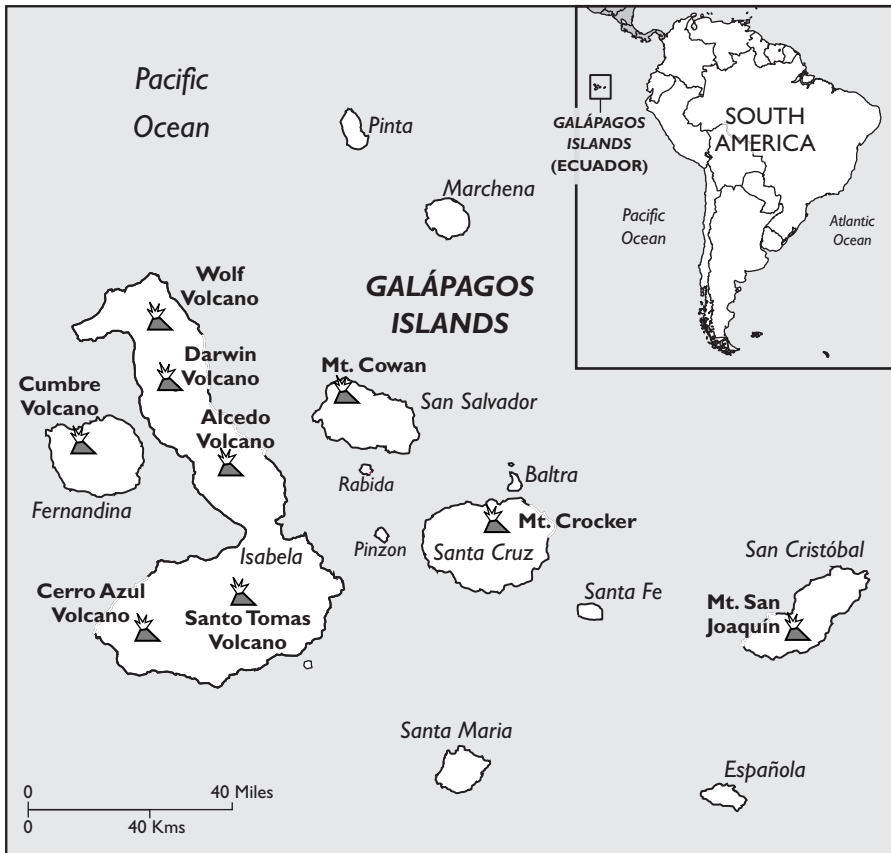 Pacific
Ocean
Pinta
Marchena
GALÁPAGOS
ISLANDS
Wolf
Volcano
Darwin
Volcano
Cumbre
Volcano
Alcedo
Volcano
Mt. Cowan
San Salvador
Fernandina
Rabida
Baltra
Mt. Crocker
Pinzon
Santa Cruz
Isabela
San Cristóbal
Cerro Azul
Volcano
Santo Tomas
Volcano
Santa Fe
Mt. San
Joaquín
Santa Maria
Española
0
40 Miles
0
40 Kms
SOUTH
AMERICA
GALÁPAGOS
ISLANDS
(ECUADOR)
Pacific
Ocean
Atlantic
Ocean